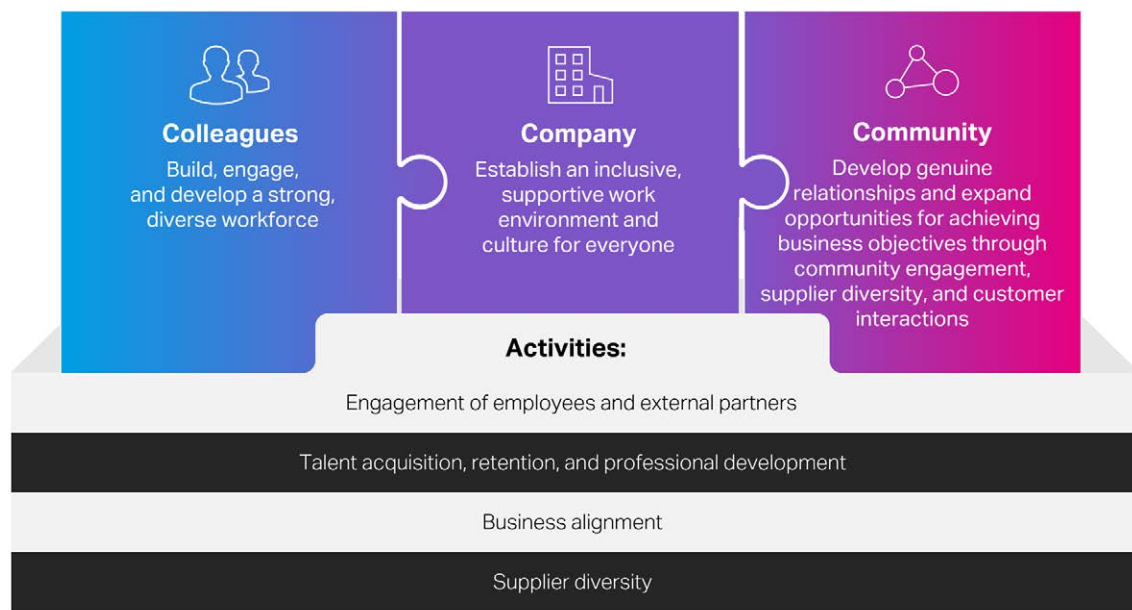 Colleagues
Build, engage,
and develop a strong,
diverse workforce
Company
Establish an inclusive,
supportive work
environment and
culture for everyone
Community
Develop genuine
relationships and expand
opportunities for achieving
business objectives through
community engagement,
supplier diversity, and customer
interactions
Activities:
Engagement of employees and external partners
Talent acquisition, retention, and professional development
Business alignment
Supplier diversity